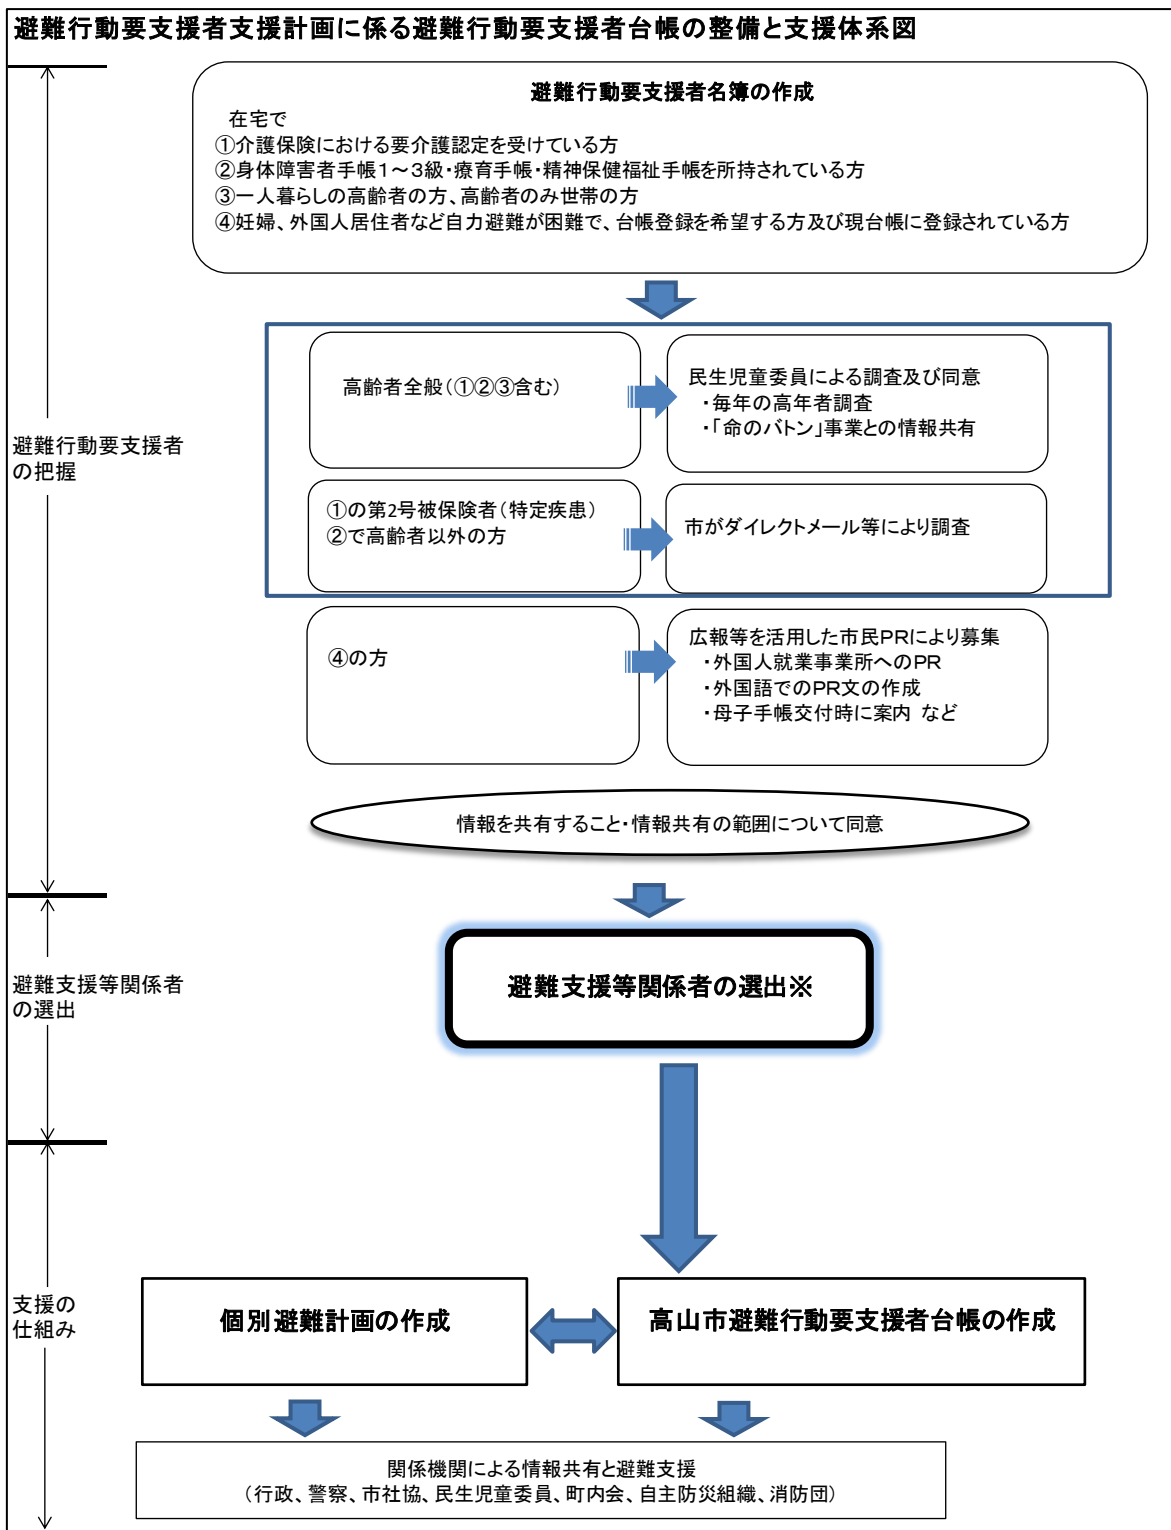 避難行動要支援者支援計画に係る避難行動要支援者台帳の整備と支援体系図
避難行動要支援者名簿の作成
在宅で
①介護保険における要介護認定を受けている方
②身体障害者手帳１～３級・療育手帳・精神保健福祉手帳を所持されている方
③一人暮らしの高齢者の方、高齢者のみ世帯の方
④妊婦、外国人居住者など自力避難が困難で、台帳登録を希望する方及び現台帳に登録されている方
避難行動要支援者
の把握
高齢者全般（①②③含む）
民生児童委員による調査及び同意
・毎年の高年者調査
・「命のバトン」事業との情報共有
①の第2号被保険者（特定疾患）
②で高齢者以外の方
市がダイレクトメール等により調査
④の方
広報等を活用した市民ＰＲにより募集
・外国人就業事業所へのＰＲ
・外国語でのＰＲ文の作成
・母子手帳交付時に案内 など
情報を共有すること・情報共有の範囲について同意
避難支援等関係者
の選出
避難支援等関係者の選出※
支援の
仕組み
個別避難計画の作成
高山市避難行動要支援者台帳の作成
関係機関による情報共有と避難支援
（行政、警察、市社協、民生児童委員、町内会、自主防災組織、消防団）